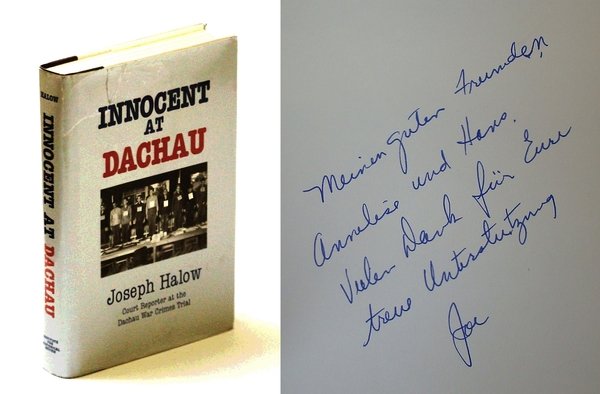 HALOW
INNOCENT AT DACHAU
INNOCENT
AT
DACHAU
Joseph Halow
Court Reporter at the
Dachau War Crimes Trial
Meinen guten Freunden,
Annelise und Hans.
Vielen Dank für Eure
treue Unterstützung
Joe